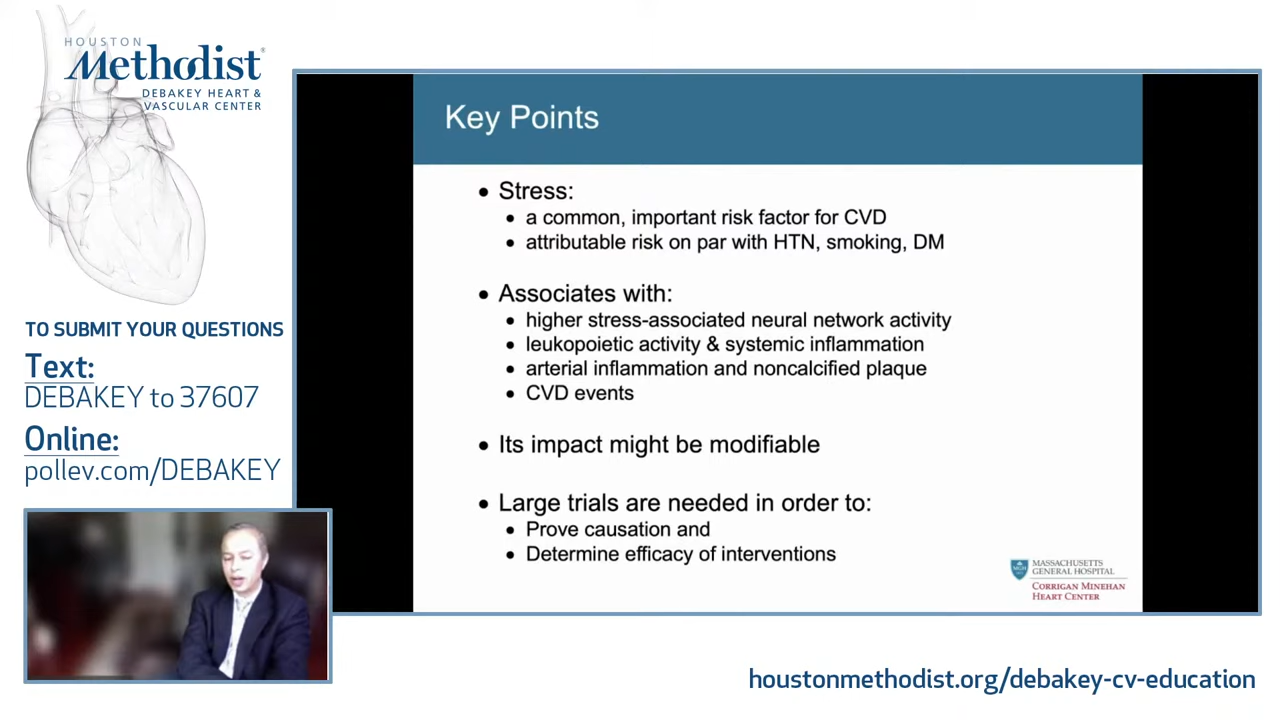 HOUSTON
Methodist®
DEBAKEY HEART &
VASCULAR CENTER
TO SUBMIT YOUR QUESTIONS
Text:
DEBAKEY to 37607
Online:
pollev.com/DEBAKEY
Key Points
• Stress:
• a common, important risk factor for CVD
• attributable risk on par with HTN, smoking, DM
• Associates with:
• higher stress-associated neural network activity
• leukopoietic activity & systemic inflammation
• arterial inflammation and noncalcified plaque
• CVD events
• Its impact might be modifiable
• Large trials are needed in order to:
• Prove causation and
• Determine efficacy of interventions
MGH
MASSACHUSETTS
GENERAL HOSPITAL
CORRIGAN MINEHAN
HEART CENTER
houstonmethodist.org/debakey-cv-education